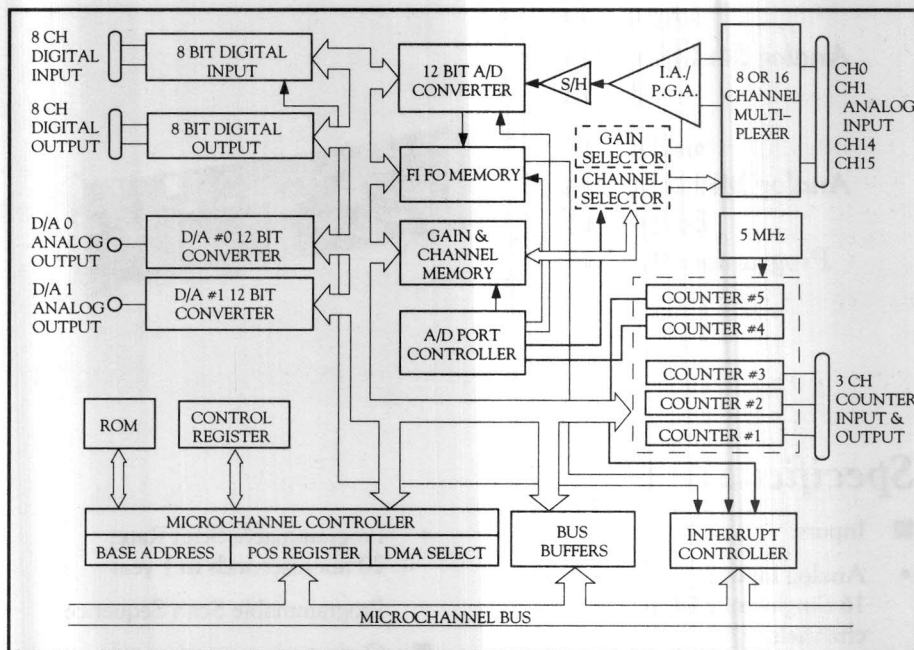 8 CH
DIGITAL
INPUT
8 BIT DIGITAL
INPUT
12 BIT A/D
CONVERTER
S/H
I.A./
P.G.A.
8 OR 16
CHANNEL
MULTI-
PLEXER
CH0
CH1
ANALOG
INPUT
CH14
CH15
8 CH
DIGITAL
OUTPUT
8 BIT DIGITAL
OUTPUT
FI FO MEMORY
GAIN
SELECTOR
CHANNEL
SELECTOR
D/A 0
ANALOG
OUTPUT
D/A #0 12 BIT
CONVERTER
GAIN &
CHANNEL
MEMORY
5 MHz
D/A 1
ANALOG
OUTPUT
D/A #1 12 BIT
CONVERTER
A/D PORT
CONTROLLER
COUNTER #5
COUNTER #4
COUNTER #3
COUNTER #2
COUNTER #1
3 CH
COUNTER
INPUT &
OUTPUT
ROM
CONTROL
REGISTER
MICROCHANNEL CONTROLLER
BASE ADDRESS
POS REGISTER
DMA SELECT
BUS
BUFFERS
INTERRUPT
CONTROLLER
MICROCHANNEL BUS